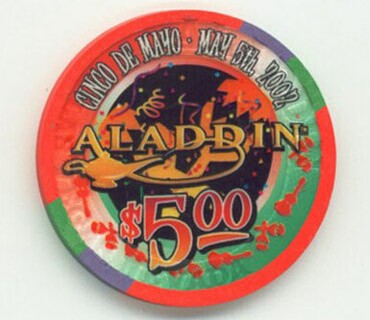 CINCO DE MAYO • MAY 5TH, 2002
ALADDIN
$5.00